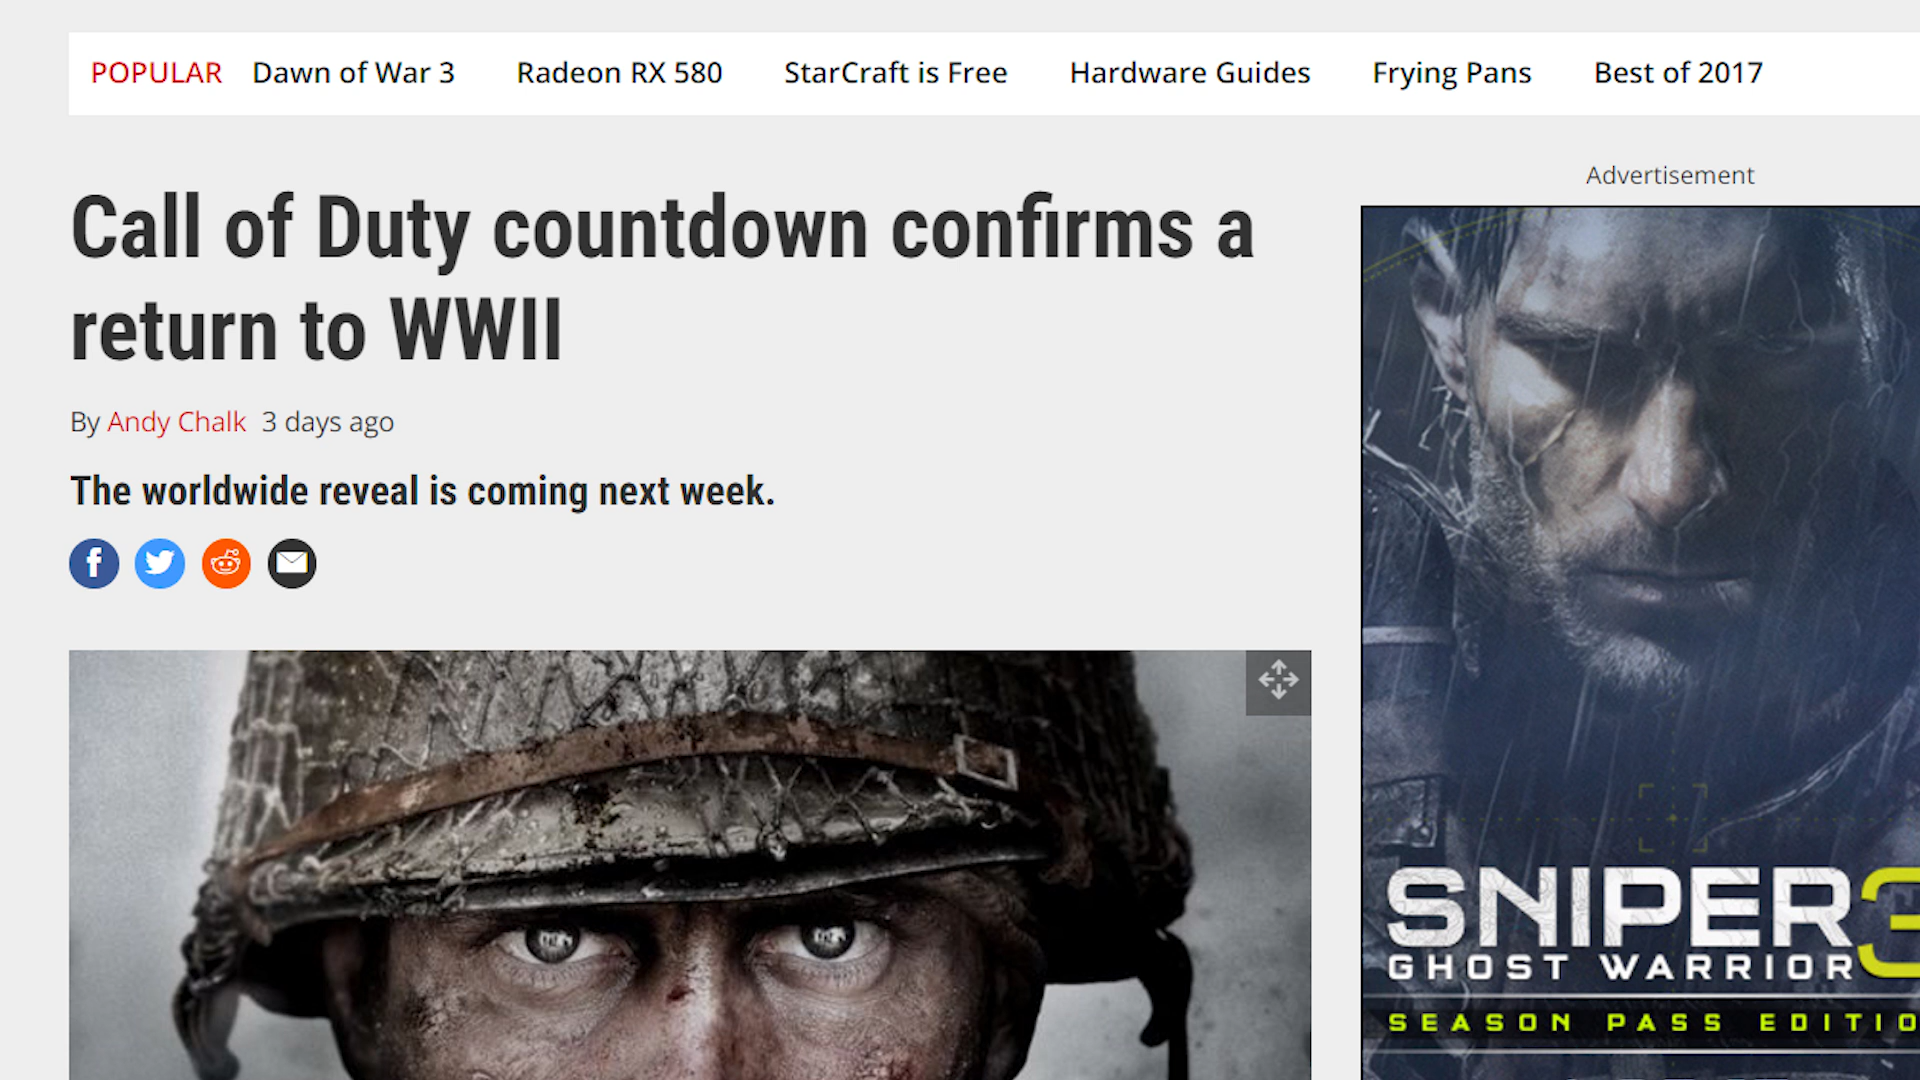 POPULAR Dawn of War 3 Radeon RX 580 StarCraft is Free Hardware Guides Frying Pans Best of 2017
Call of Duty countdown confirms a
return to WWII
By Andy Chalk 3 days ago
The worldwide reveal is coming next week.
Advertisement
SNIPER 3
GHOST WARRIOR
SEASON PASS EDITIO